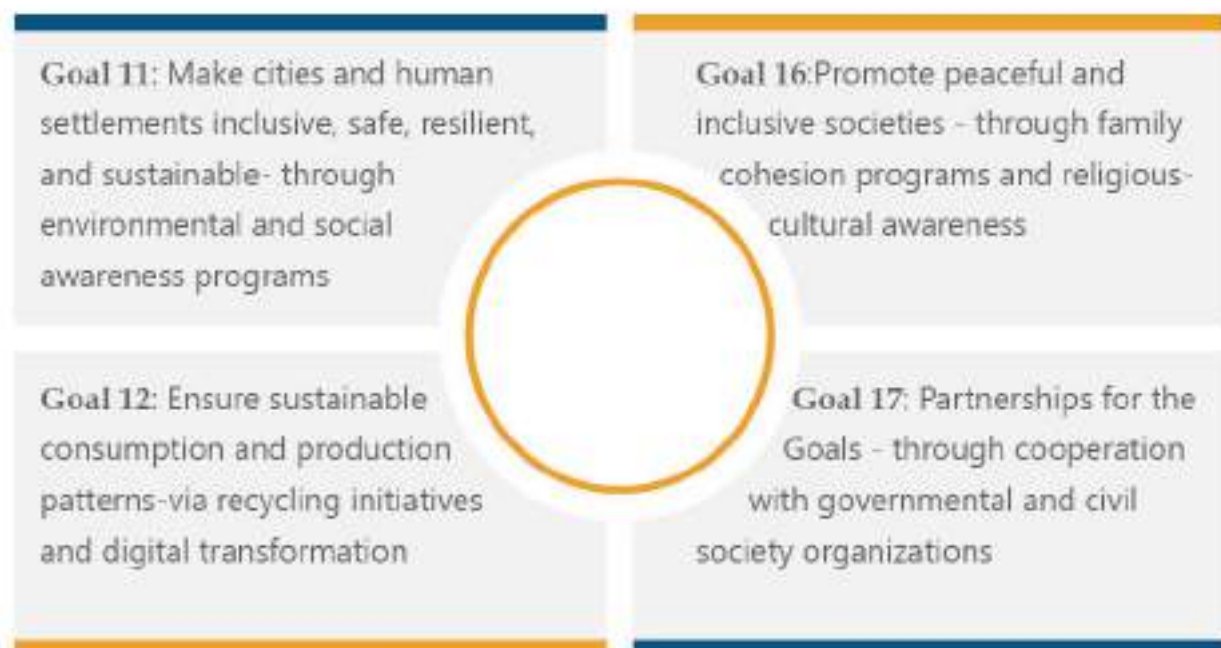 Goal 11: Make cities and human
settlements inclusive, safe, resilient,
and sustainable- through
environmental and social
awareness programs
Goal 16:Promote peaceful and
inclusive societies - through family
cohesion programs and religious-
cultural awareness
Goal 12: Ensure sustainable
consumption and production
patterns-via recycling initiatives
and digital transformation
Goal 17: Partnerships for the
Goals - through cooperation
with governmental and civil
society organizations